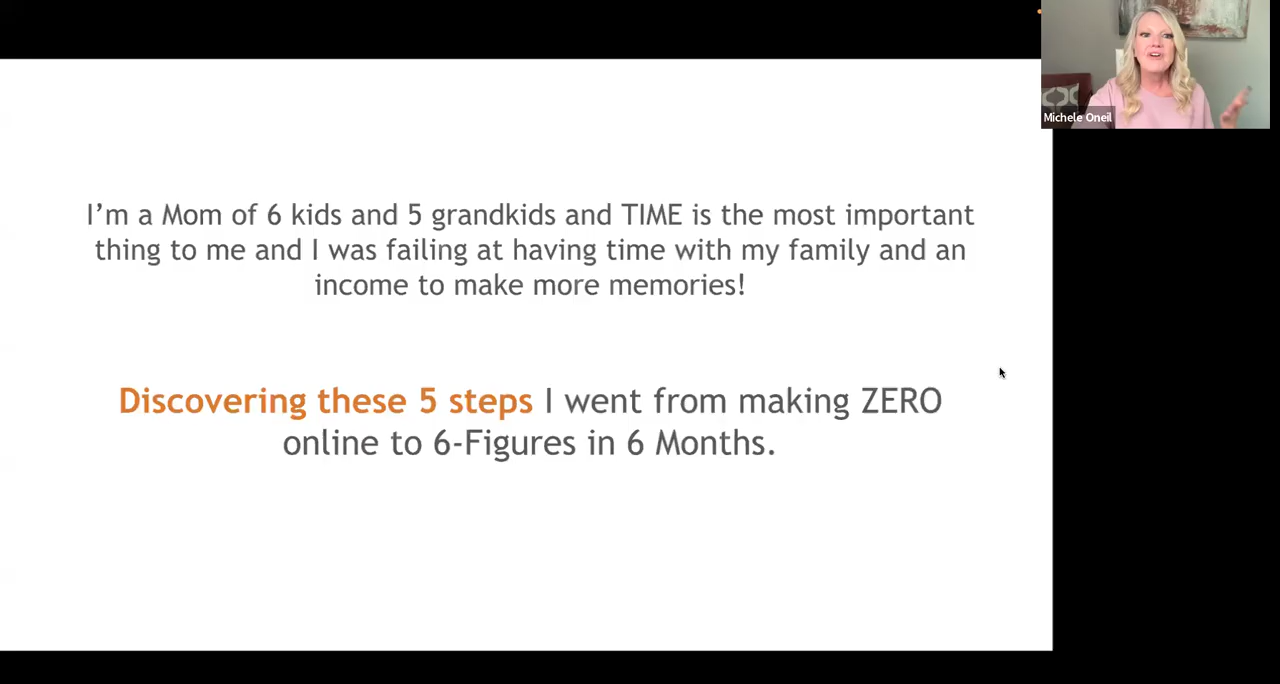 Michele Oneil
I'm a Mom of 6 kids and 5 grandkids and TIME is the most important
thing to me and I was failing at having time with my family and an
income to make more memories!
Discovering these 5 steps I went from making ZERO
online to 6-Figures in 6 Months.